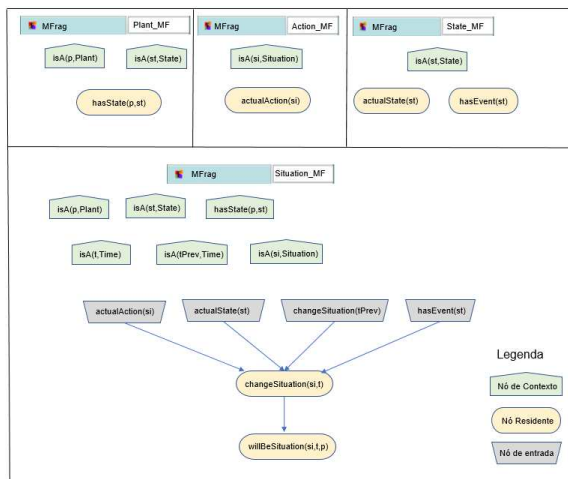 MFrag Plant_MF
isA(p,Plant) isA(st,State)
hasState(p,st)
MFrag Action_MF
isA(si,Situation)
actualAction(si)
MFrag State_MF
isA(st,State)
actualState(st) hasEvent(st)
MFrag Situation_MF
isA(p,Plant) isA(st,State) hasState(p,st)
isA(t,Time) isA(tPrev,Time) isA(si,Situation)
actualAction(si) actualState(st) changeSituation(tPrev) hasEvent(st)
changeSituation(si,t)
willBeSituation(si,t,p)
Legenda
Nó de Contexto
Nó Residente
Nó de entrada